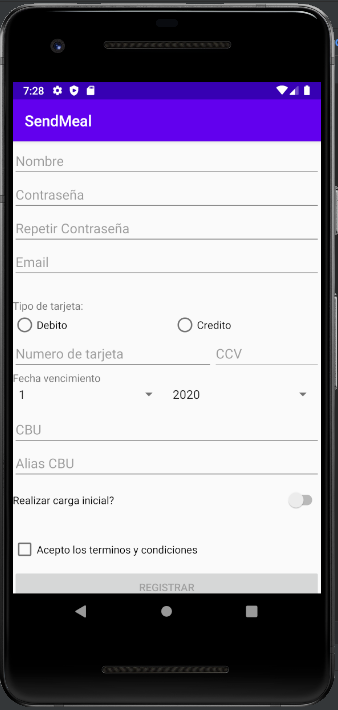 7:28
SendMeal
Nombre
Contraseña
Repetir Contraseña
Email
Tipo de tarjeta:
Debito Credito
Numero de tarjeta CCV
Fecha vencimiento
1 2020
CBU
Alias CBU
Realizar carga inicial?
Acepto los terminos y condiciones
REGISTRAR